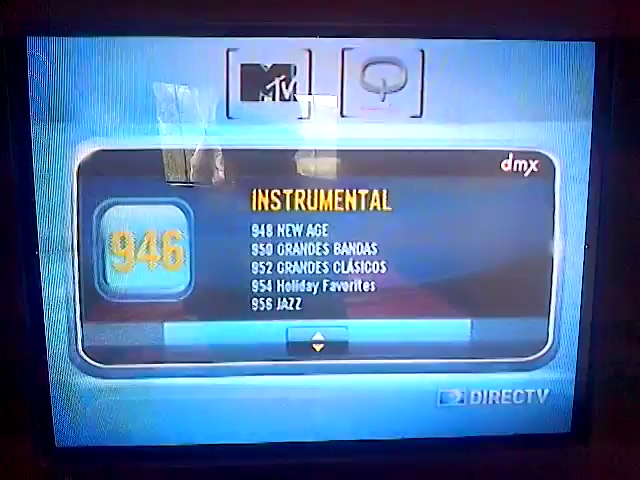 MTV Q
dmx
946
INSTRUMENTAL
948 NEW AGE
950 GRANDES BANDAS
952 GRANDES CLÁSICOS
954 Holiday Favorites
956 JAZZ
DIRECTV